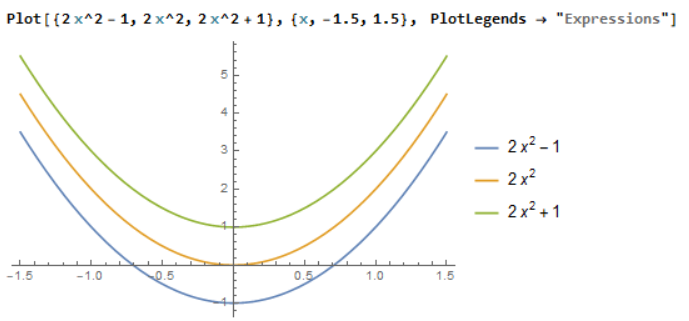 Plot[{2 x^2 - 1, 2 x^2, 2 x^2 + 1}, {x, -1.5, 1.5}, PlotLegends → "Expressions"]
5
4
3
2
1
-1.5 -1.0 -0.5 0.5 1.0 1.5
-1
2 x² - 1
2 x²
2 x² + 1